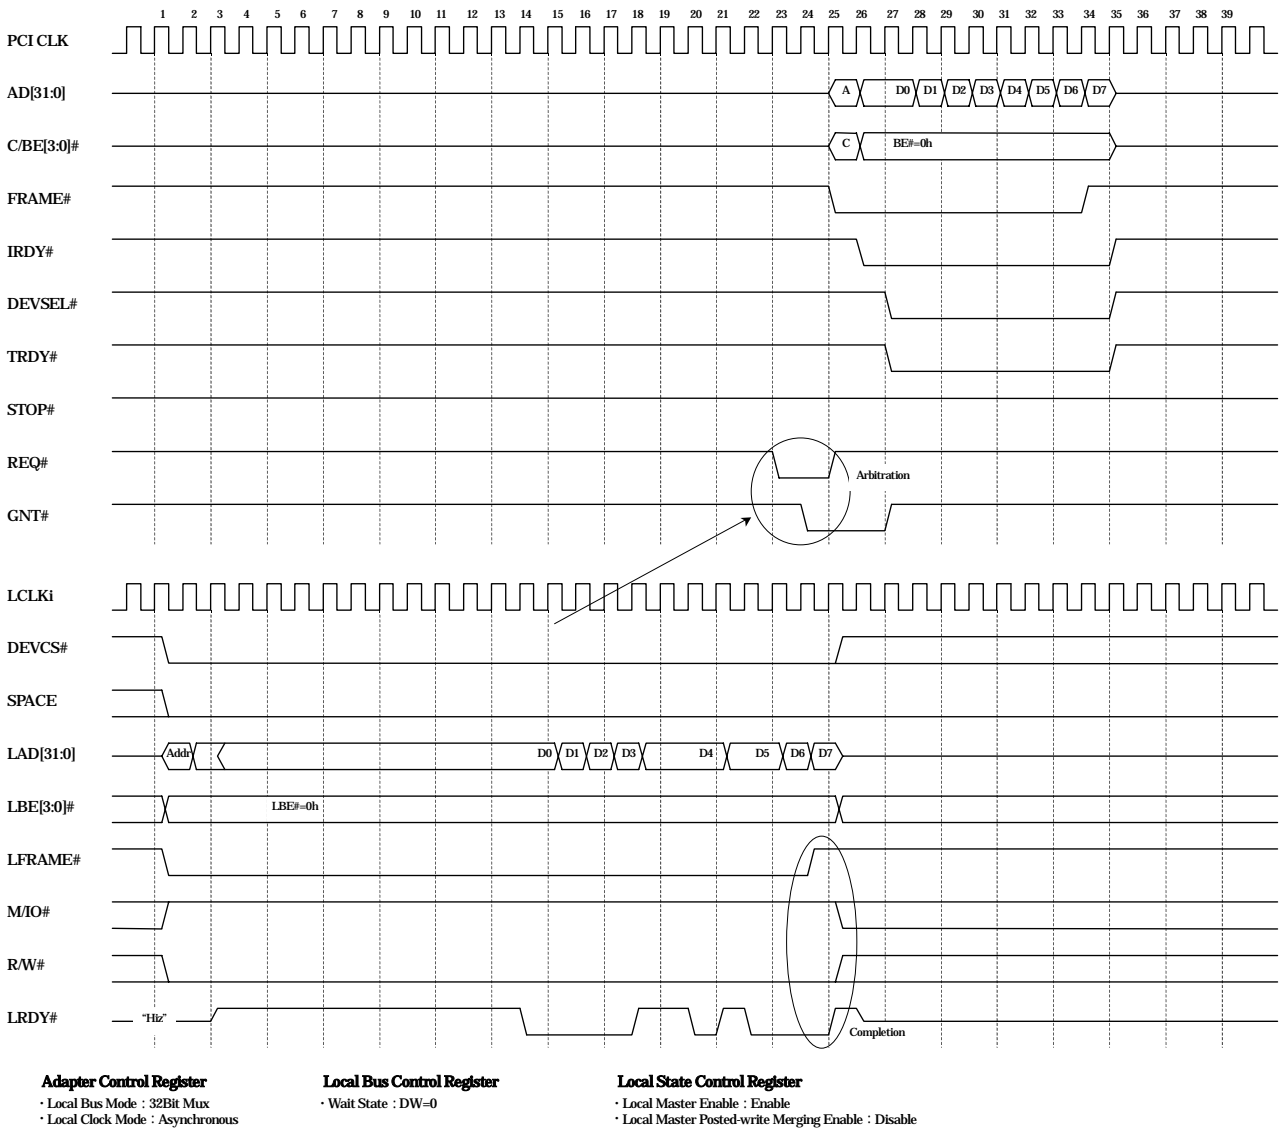 1 2 3 4 5 6 7 8 9 10 11 12 13 14 15 16 17 18 19 20 21 22 23 24 25 26 27 28 29 30 31 32 33 34 35 36 37 38 39
PCI CLK
AD[31:0] A D0 D1 D2 D3 D4 D5 D6 D7
C/BE[3:0]# C BE#=0h
FRAME#
IRDY#
DEVSEL#
TRDY#
STOP#
REQ#
Arbitration
GNT#
LCLKi
DEVCS#
SPACE
LAD[31:0] Addr D0 D1 D2 D3 D4 D5 D6 D7
LBE[3:0]# LBE#=0h
LFRAME#
M/IO#
R/W#
LRDY# "Hiz"
Completion
Adapter Control Register
・Local Bus Mode : 32Bit Mux
・Local Clock Mode : Asynchronous
Local Bus Control Register
・Wait State : DW=0
Local State Control Register
・Local Master Enable : Enable
・Local Master Posted-write Merging Enable : Disable